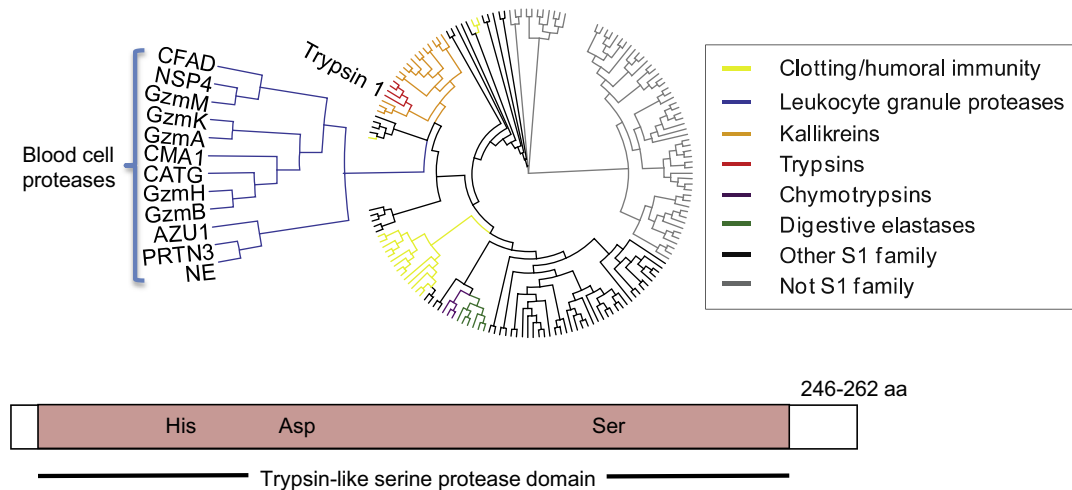 Blood cell
proteases
CFAD
NSP4
GzmM
GzmK
GzmA
CMA1
CATG
GzmH
GzmB
AZU1
PRTN3
NE
Trypsin 1
Clotting/humoral immunity
Leukocyte granule proteases
Kallikreins
Trypsins
Chymotrypsins
Digestive elastases
Other S1 family
Not S1 family
246-262 aa
His Asp Ser
Trypsin-like serine protease domain